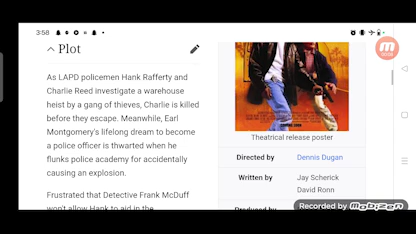 3:58
Plot
As LAPD policemen Hank Rafferty and
Charlie Reed investigate a warehouse
heist by a gang of thieves, Charlie is killed
before they escape. Meanwhile, Earl
Montgomery's lifelong dream to become
a police officer is thwarted when he
flunks police academy for accidentally
causing an explosion.
Frustrated that Detective Frank McDuff
won't allow Hank to aid in the
Theatrical release poster
Directed by Dennis Dugan
Written by Jay Scherick
David Ronn
Produced by
Recorded by Mobizen